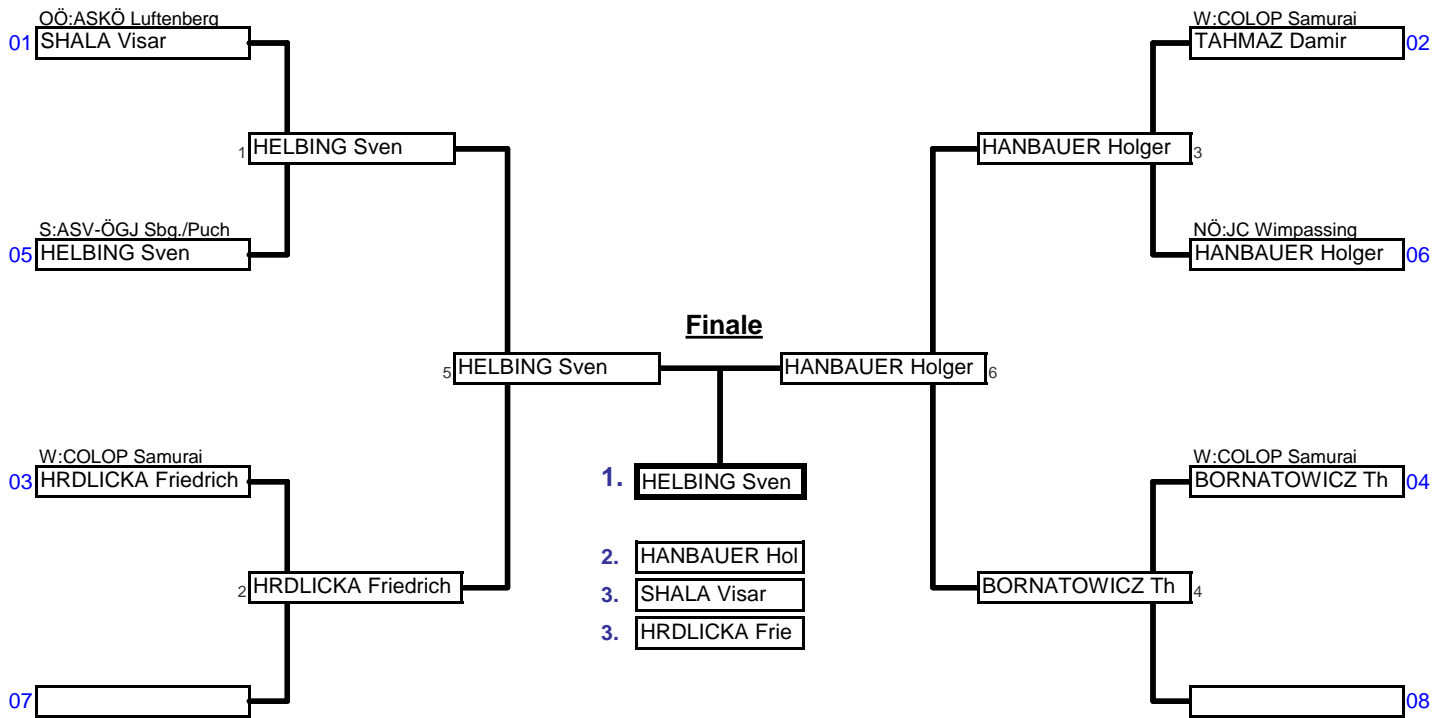 OÖ:ASKÖ Luftenberg
01 SHALA Visar
W:COLOP Samurai
TAHMAZ Damir 02
1 HELBING Sven
HANBAUER Holger 3
S:ASV-ÖGJ Sbg./Puch
05 HELBING Sven
NÖ:JC Wimpassing
HANBAUER Holger 06
Finale
5 HELBING Sven
HANBAUER Holger 6
W:COLOP Samurai
03 HRDLICKA Friedrich
1. HELBING Sven
W:COLOP Samurai
BORNATOWICZ Th 04
2. HANBAUER Hol
2 HRDLICKA Friedrich
3. SHALA Visar
BORNATOWICZ Th 4
3. HRDLICKA Frie
07
08